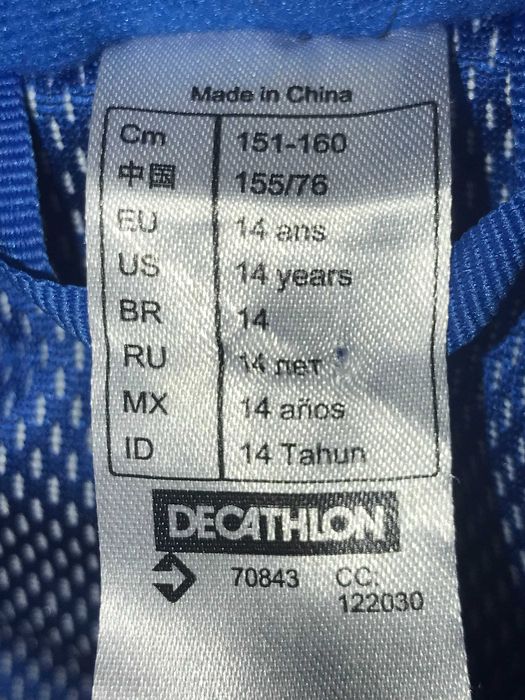 Made in China
Cm 151-160
中国 155/76
EU 14 ans
US 14 years
BR 14
RU 14 лет
MX 14 años
ID 14 Tahun
DECATHLON
70843 CC:
122030